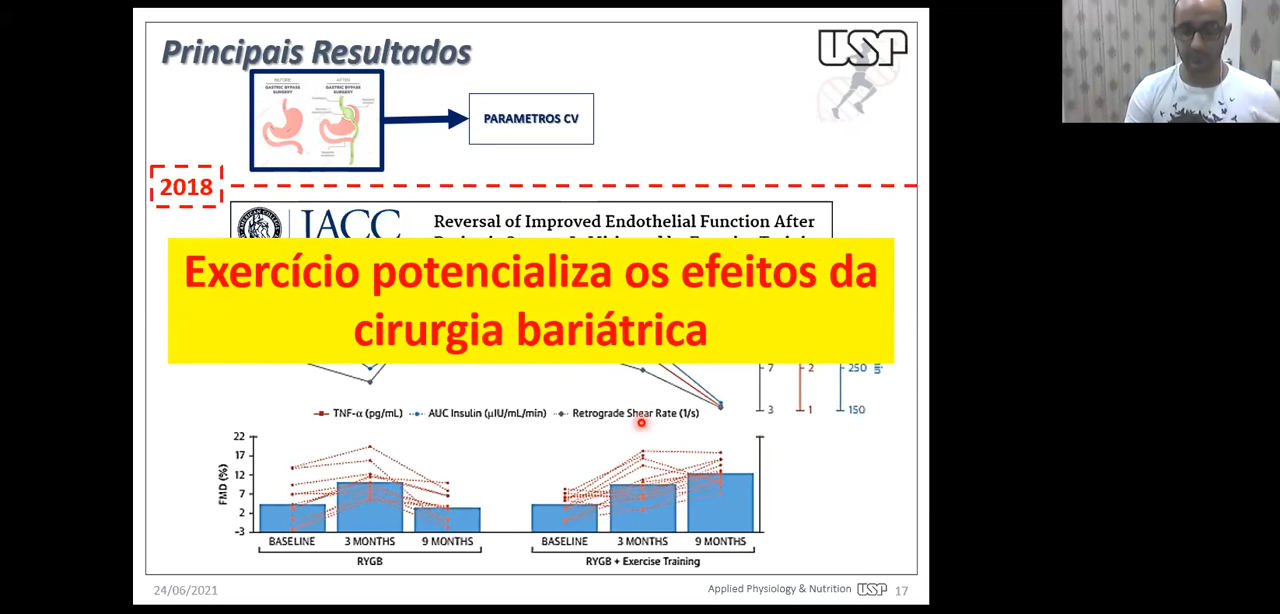 Principais Resultados
USP
BEFORE
GASTRIC BYPASS
SURGERY
AFTER
GASTRIC BYPASS
SURGERY
PARAMETROS CV
2018
JACC
Reversal of Improved Endothelial Function After
Exercício potencializa os efeitos da
cirurgia bariátrica
7
2
250
3
1
150
TNF-α (pg/mL)
AUC Insulin (μIU/mL/min)
Retrograde Shear Rate (1/s)
FMD (%)
22
17
12
7
2
-3
BASELINE
3 MONTHS
9 MONTHS
BASELINE
3 MONTHS
9 MONTHS
RYGB
RYGB + Exercise Training
24/06/2021
Applied Physiology & Nutrition USP 17